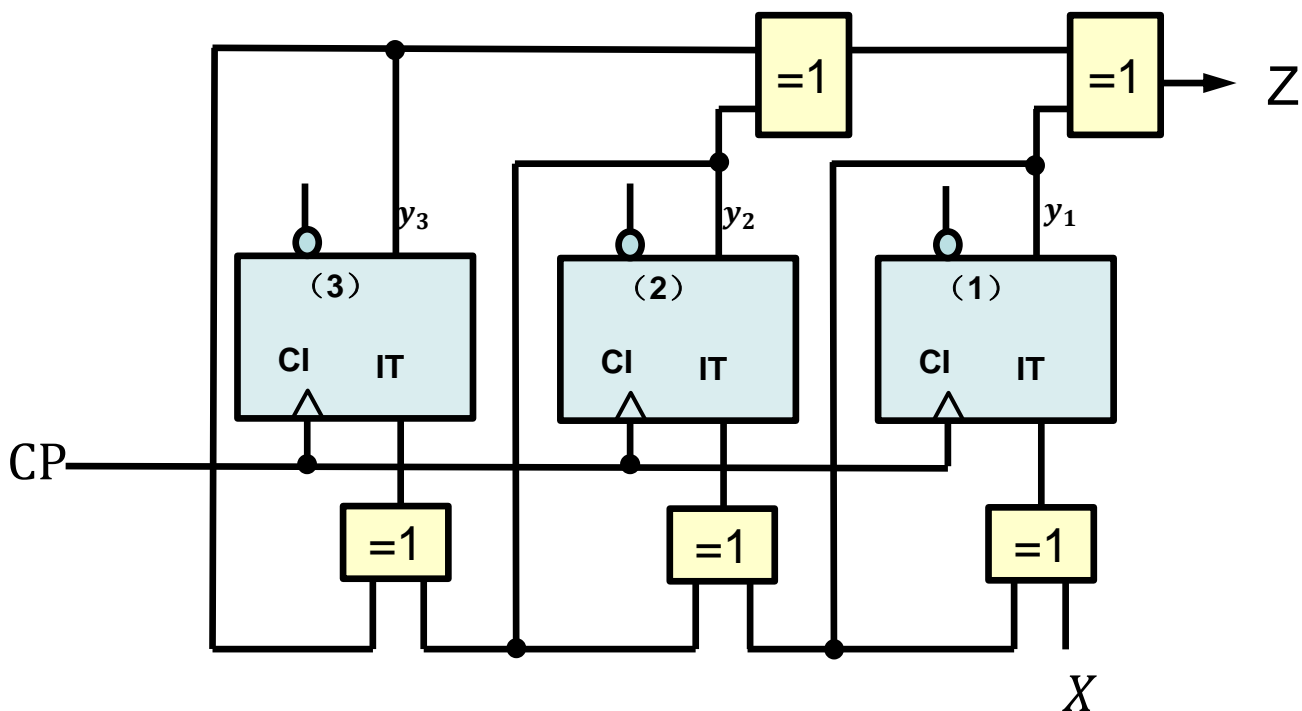 =1
=1
Z
y₃
y₂
y₁
（3）
（2）
（1）
CI IT
CI IT
CI IT
CP
=1
=1
=1
X